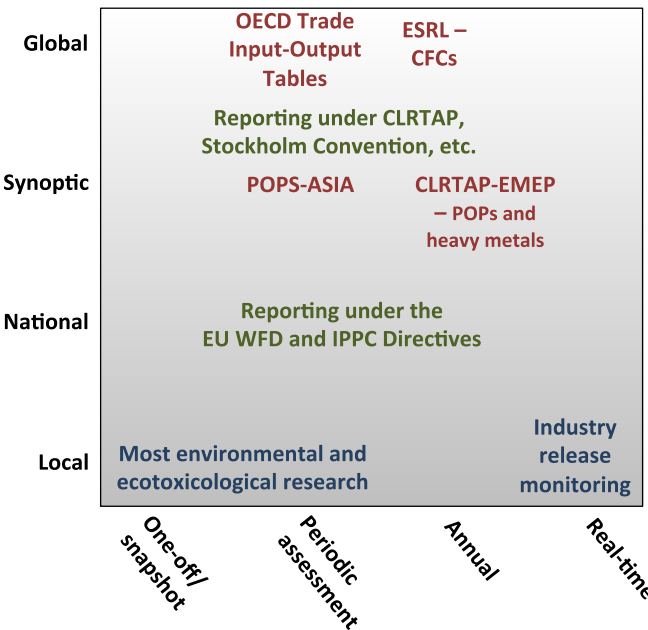 Global
OECD Trade
Input-Output
Tables
ESRL –
CFCs
Reporting under CLRTAP,
Stockholm Convention, etc.
Synoptic
POPS-ASIA
CLRTAP-EMEP
– POPs and
heavy metals
National
Reporting under the
EU WFD and IPPC Directives
Local
Most environmental and
ecotoxicological research
Industry
release
monitoring
One-off/
snapshot
Periodic
assessment
Annual
Real-time